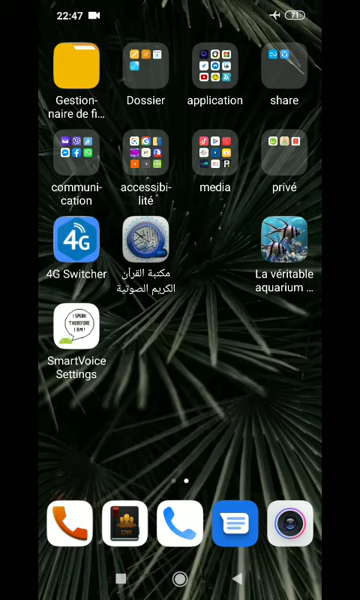 22:47
71
Gestion-
naire de fi...
Dossier
application
share
communi-
cation
accessibi-
lité
media
privé
4G
4G Switcher
مكتبة القرآن
الكريم الصوتية
La véritable
aquarium ...
I SPEAK
THEREFORE
I AM
SmartVoice
Settings